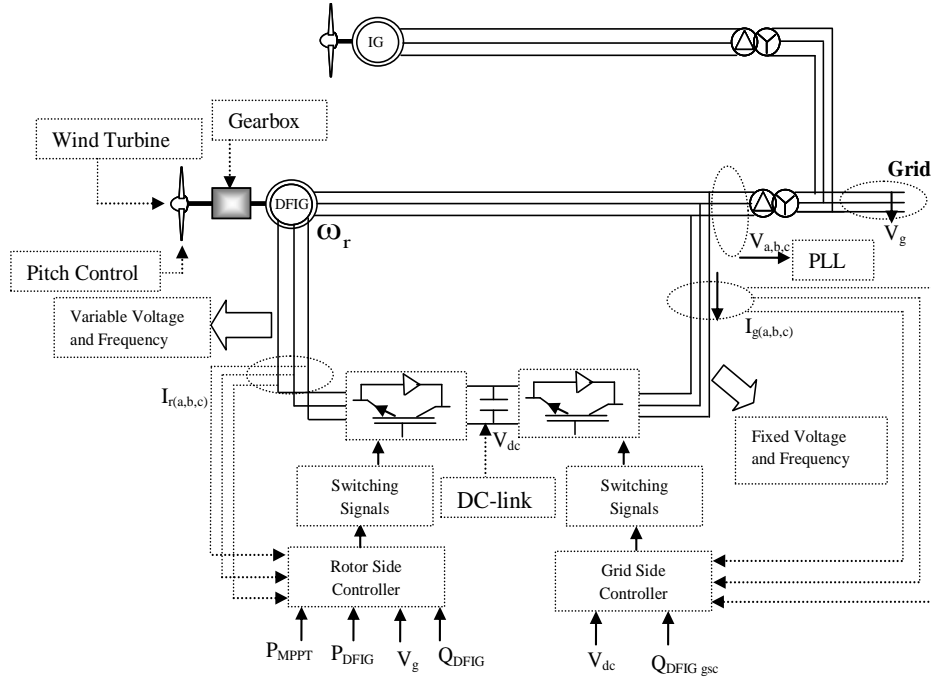 IG
Gearbox
Wind Turbine
Grid
DFIG
ω_r
V_a,b,c
V_g
PLL
Pitch Control
Variable Voltage
and Frequency
I_g(a,b,c)
I_r(a,b,c)
V_dc
Fixed Voltage
and Frequency
Switching
Signals
DC-link
Switching
Signals
Rotor Side
Controller
Grid Side
Controller
P_MPPT
P_DFIG
V_g
Q_DFIG
V_dc
Q_DFIG gsc